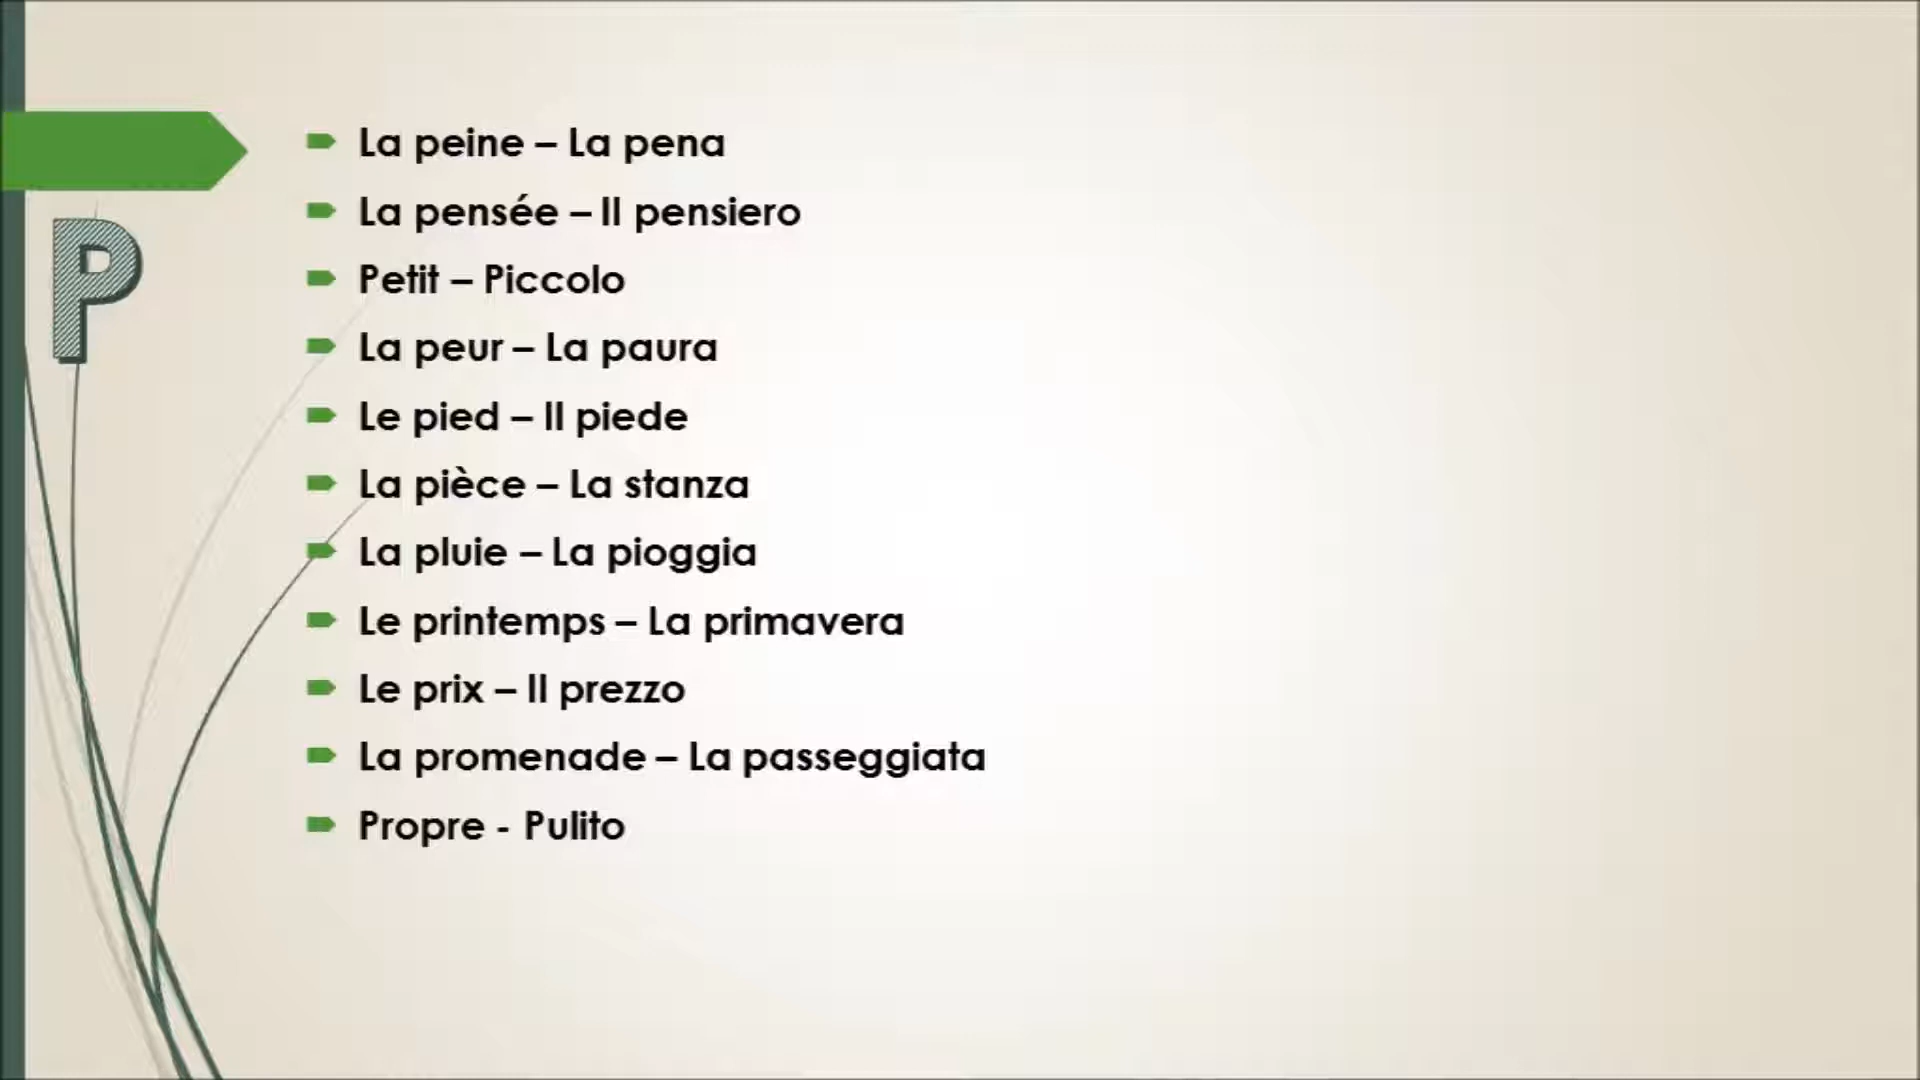 P
La peine – La pena
La pensée – Il pensiero
Petit – Piccolo
La peur – La paura
Le pied – Il piede
La pièce – La stanza
La pluie – La pioggia
Le printemps – La primavera
Le prix – Il prezzo
La promenade – La passeggiata
Propre - Pulito